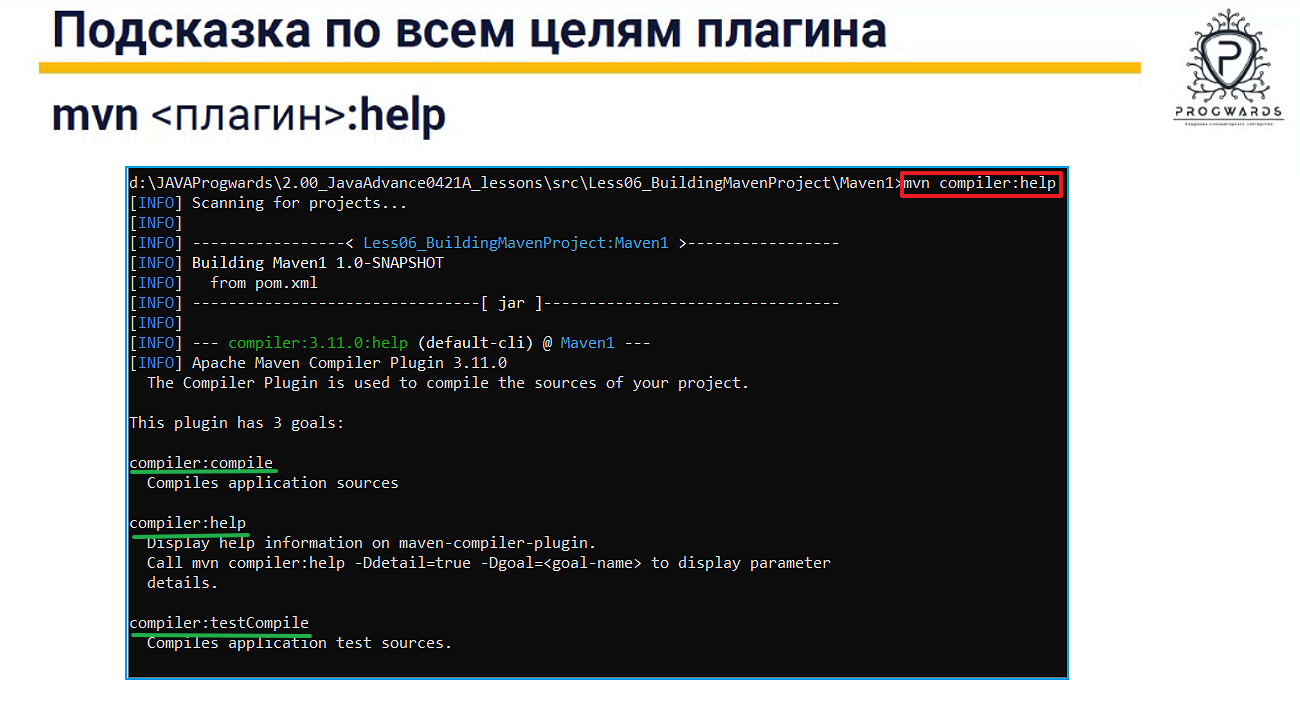 Подсказка по всем целям плагина
PROGWARDS
mvn <плагин>:help
d:\JAVAProgwards\2.00_JavaAdvance0421A_lessons\src\Less06_BuildingMavenProject\Maven1>mvn compiler:help
[INFO] Scanning for projects...
[INFO]
[INFO] -----------------< Less06_BuildingMavenProject:Maven1 >-----------------
[INFO] Building Maven1 1.0-SNAPSHOT
[INFO]   from pom.xml
[INFO] --------------------------------[ jar ]---------------------------------
[INFO]
[INFO] --- compiler:3.11.0:help (default-cli) @ Maven1 ---
[INFO] Apache Maven Compiler Plugin 3.11.0
  The Compiler Plugin is used to compile the sources of your project.
This plugin has 3 goals:
compiler:compile
  Compiles application sources
compiler:help
  Display help information on maven-compiler-plugin.
  Call mvn compiler:help -Ddetail=true -Dgoal=<goal-name> to display parameter
  details.
compiler:testCompile
  Compiles application test sources.